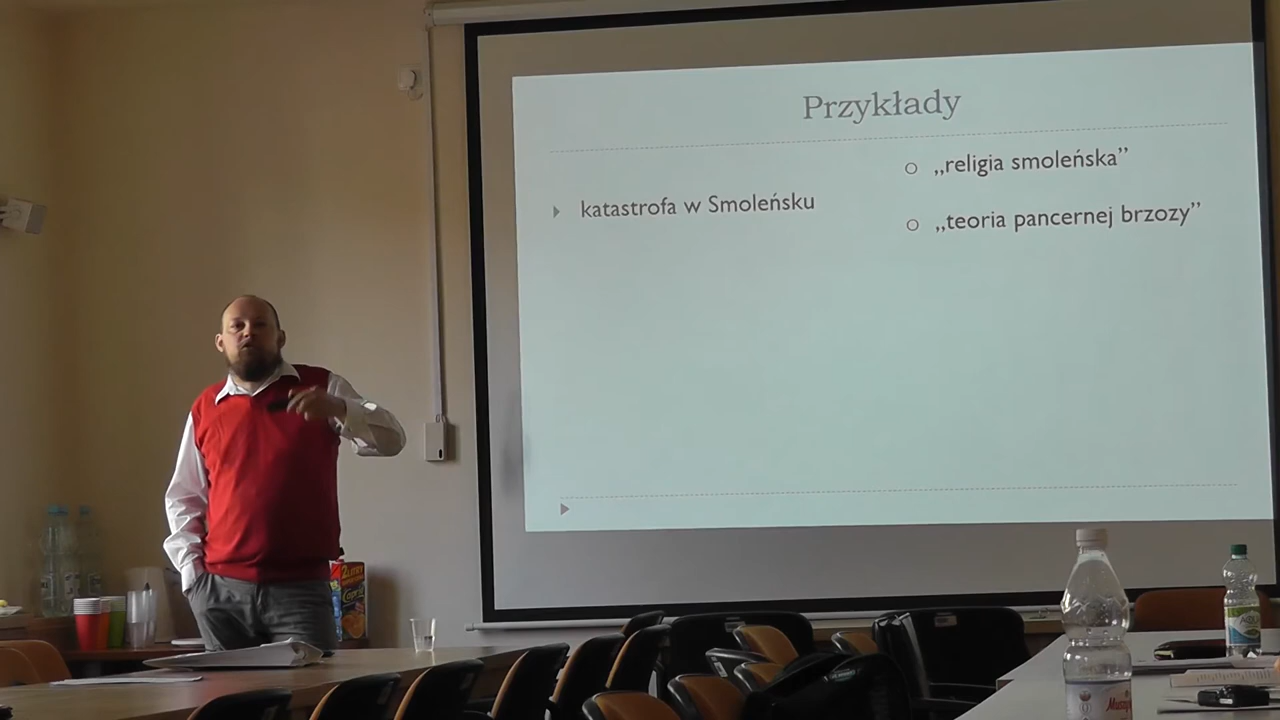 Przykłady
katastrofa w Smoleńsku
„religia smoleńska”
„teoria pancernej brzozy”